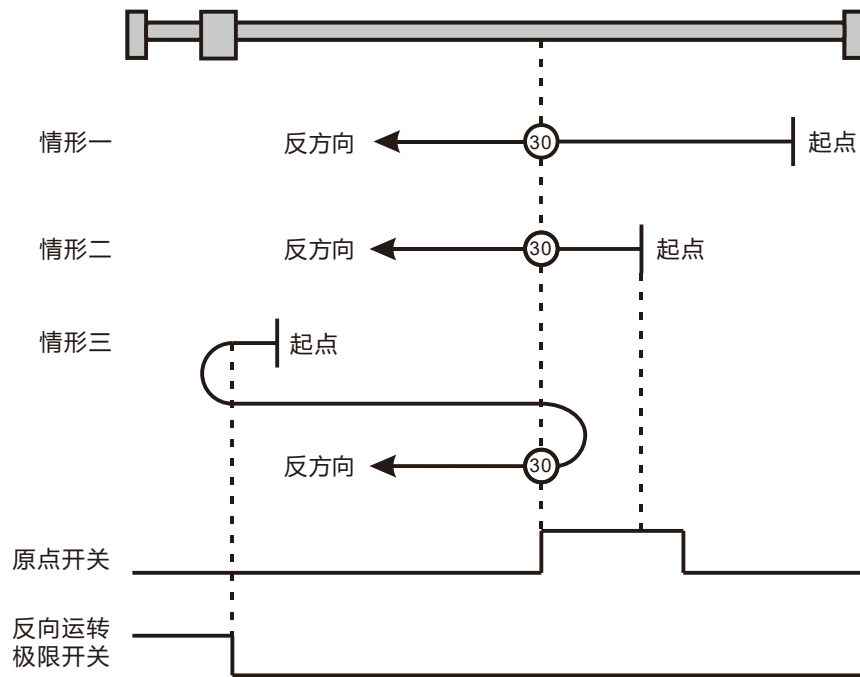 情形一
反方向
30
起点
情形二
反方向
30
起点
情形三
起点
反方向
30
原点开关
反向运转
极限开关